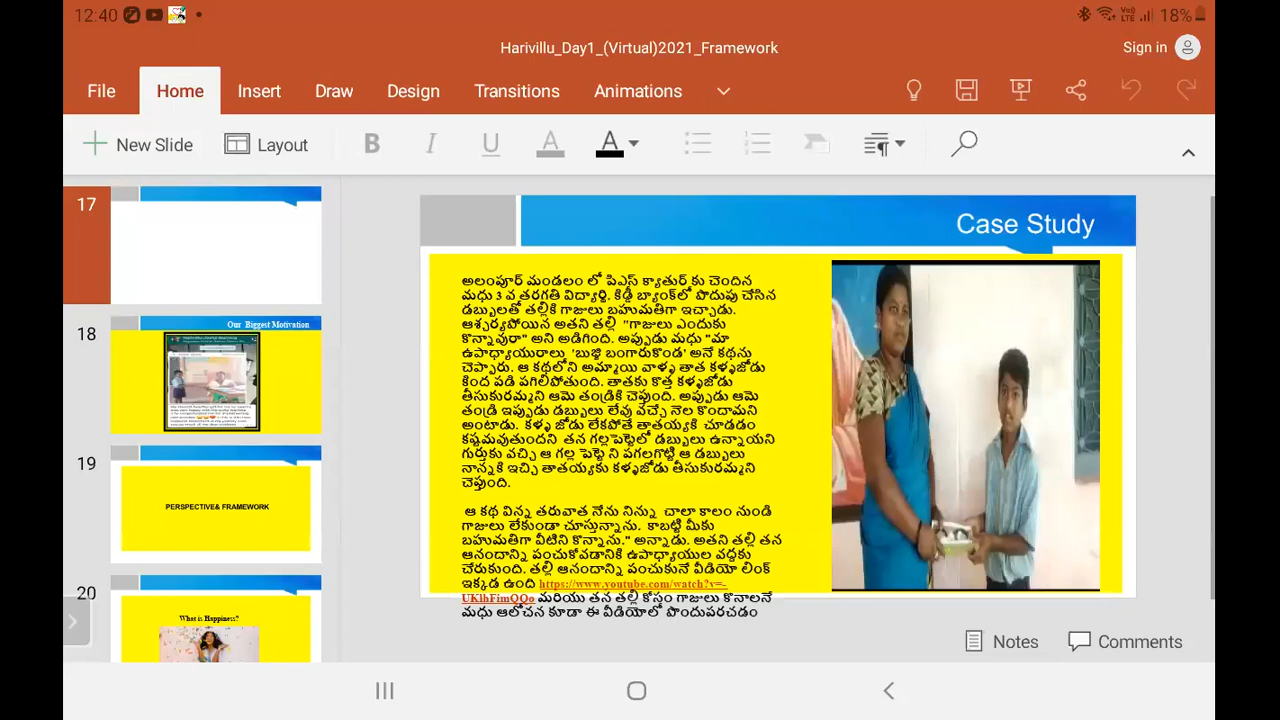 12:40
18%
Harivillu_Day1_(Virtual)2021_Framework
Sign in
File Home Insert Draw Design Transitions Animations
New Slide Layout B I U A A
17
18
Our Biggest Motivation
19
PERSPECTIVE& FRAMEWORK
20
What is Happiness?
Case Study
అలంపూర్ మండలం లో పిఎస్ క్యాతుర్ కు చెందిన
మధు 3 వ తరగతి విద్యార్థి. కిడ్డీ బ్యాంక్‌లో పొదుపు చేసిన
డబ్బులతో తల్లికి గాజులు బహుమతిగా ఇచ్చాడు.
ఆశ్చర్యపోయిన అతని తల్లి "గాజులు ఎందుకు
కొన్నావురా" అని అడిగింది. అప్పుడు మధు "మా
ఉపాధ్యాయురాలు 'బుజ్జి బంగారుకొండ' అనే కథను
చెప్పారు. ఆ కథలోని అమ్మాయి వాళ్ళ తాత కళ్ళజోడు
కింద పడి పగిలిపోతుంది. తాతకు కొత్త కళ్ళజోడు
తీసుకురమ్మని ఆమె తండ్రికి చెప్తుంది. అప్పుడు ఆమె
తండ్రి ఇప్పుడు డబ్బులు లేవు వచ్చే నెల కొందామని
అంటాడు. కళ్ళ జోడు లేకపోతే తాతయ్యకి చూడడం
కష్టమవుతుందని తన గల్లపెట్టెలో డబ్బులు ఉన్నాయని
గుర్తుకు వచ్చి ఆ గల్ల పెట్టె ని పగలగొట్టి ఆ డబ్బులు
నాన్నకి ఇచ్చి తాతయ్యకు కళ్ళజోడు తీసుకురమ్మని
చెప్తుంది.
ఆ కథ విన్న తరువాత నేను నిన్ను చాలా కాలం నుండి
గాజులు లేకుండా చూస్తున్నాను. కాబట్టి మీకు
బహుమతిగా వీటిని కొన్నాను." అన్నాడు. అతని తల్లి తన
ఆనందాన్ని పంచుకోవడానికి ఉపాధ్యాయుల వద్దకు
చేరుకుంది. తల్లి ఆనందాన్ని పంచుకునే వీడియో లింక్
ఇక్కడ ఉంది https://www.youtube.com/watch?v=-
UKlhFimQQo మరియు తన తల్లి కోసం గాజులు కొనాలనే
మధు ఆలోచన కూడా ఈ వీడియోలో పొందుపరచడం
Notes Comments